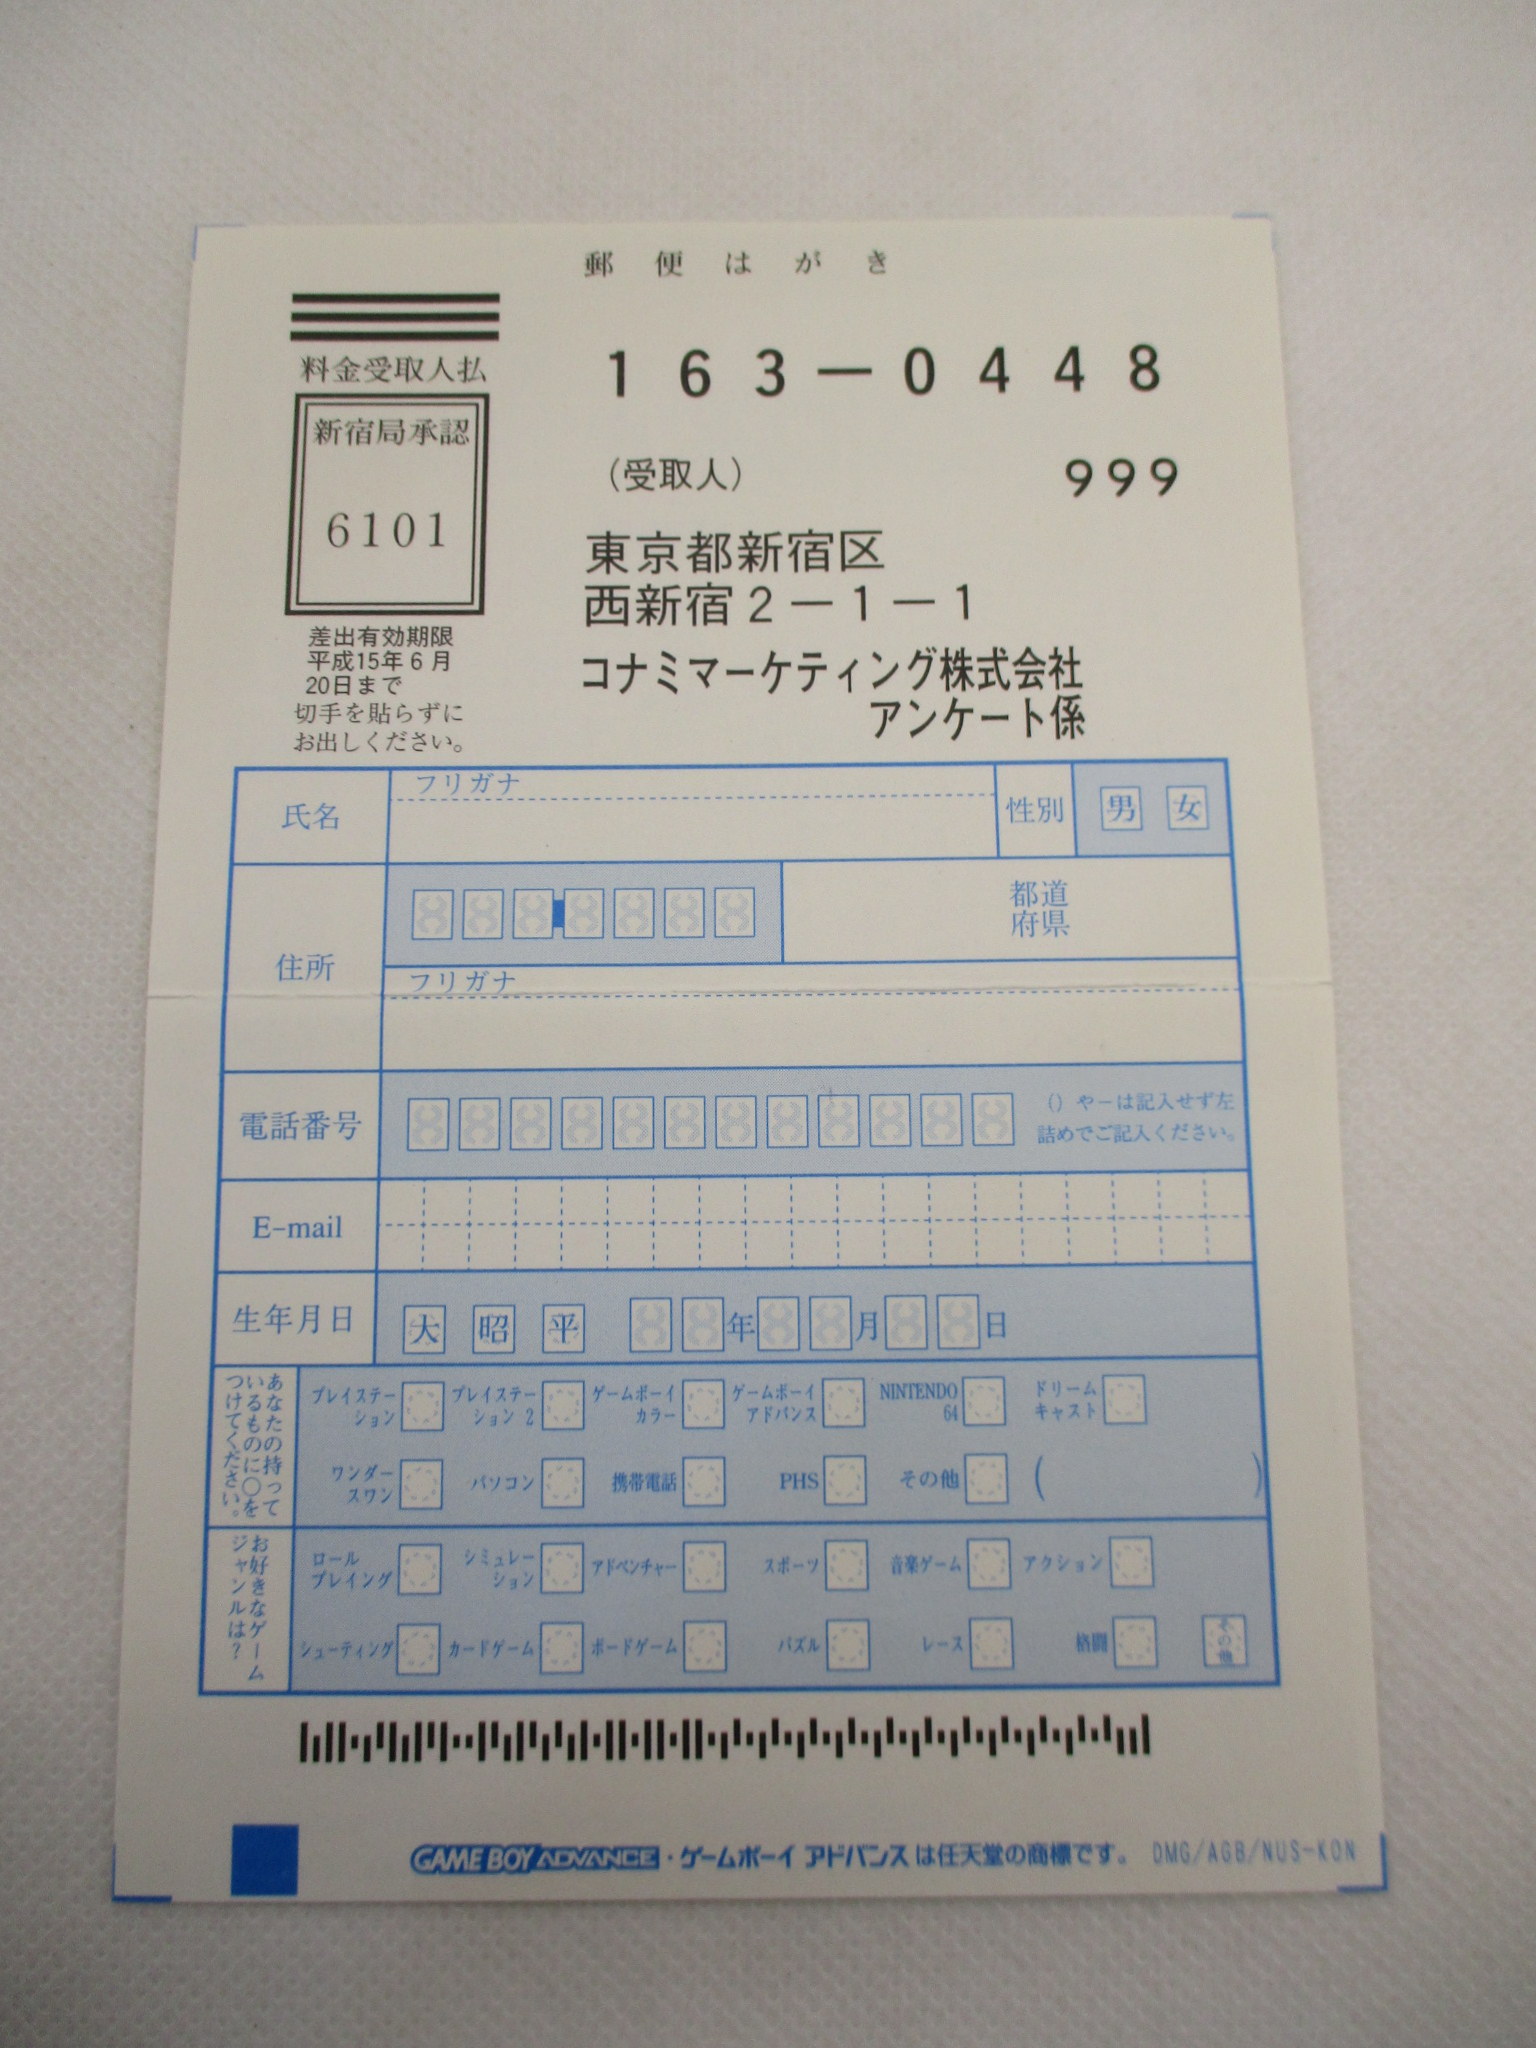 郵便はがき
料金受取人払
新宿局承認
6101
差出有効期限
平成15年6月
20日まで
切手を貼らずに
お出しください。
163-0448
(受取人)
999
東京都新宿区
西新宿2-1-1
コナミマーケティング株式会社
アンケート係
氏名
フリガナ
性別
男 女
住所
都道
府県
フリガナ
電話番号
()や-は記入せず左
詰めでご記入ください。
E-mail
生年月日
大 昭 平 年 月 日
あなたの持って
いるものに○を
つけてください。
プレイステー
ション
プレイステー
ション 2
ゲームボーイ
カラー
ゲームボーイ
アドバンス
NINTENDO
64
ドリーム
キャスト
ワンダー
スワン
パソコン
携帯電話
PHS
その他
( )
お好きなゲーム
ジャンルは?
ロール
プレイング
シミュレー
ション
アドベンチャー
スポーツ
音楽ゲーム
アクション
シューティング
カードゲーム
ボードゲーム
パズル
レース
格闘
その他
GAME BOY ADVANCE・ゲームボーイ アドバンスは任天堂の商標です。 DMG/AGB/NUS-KON